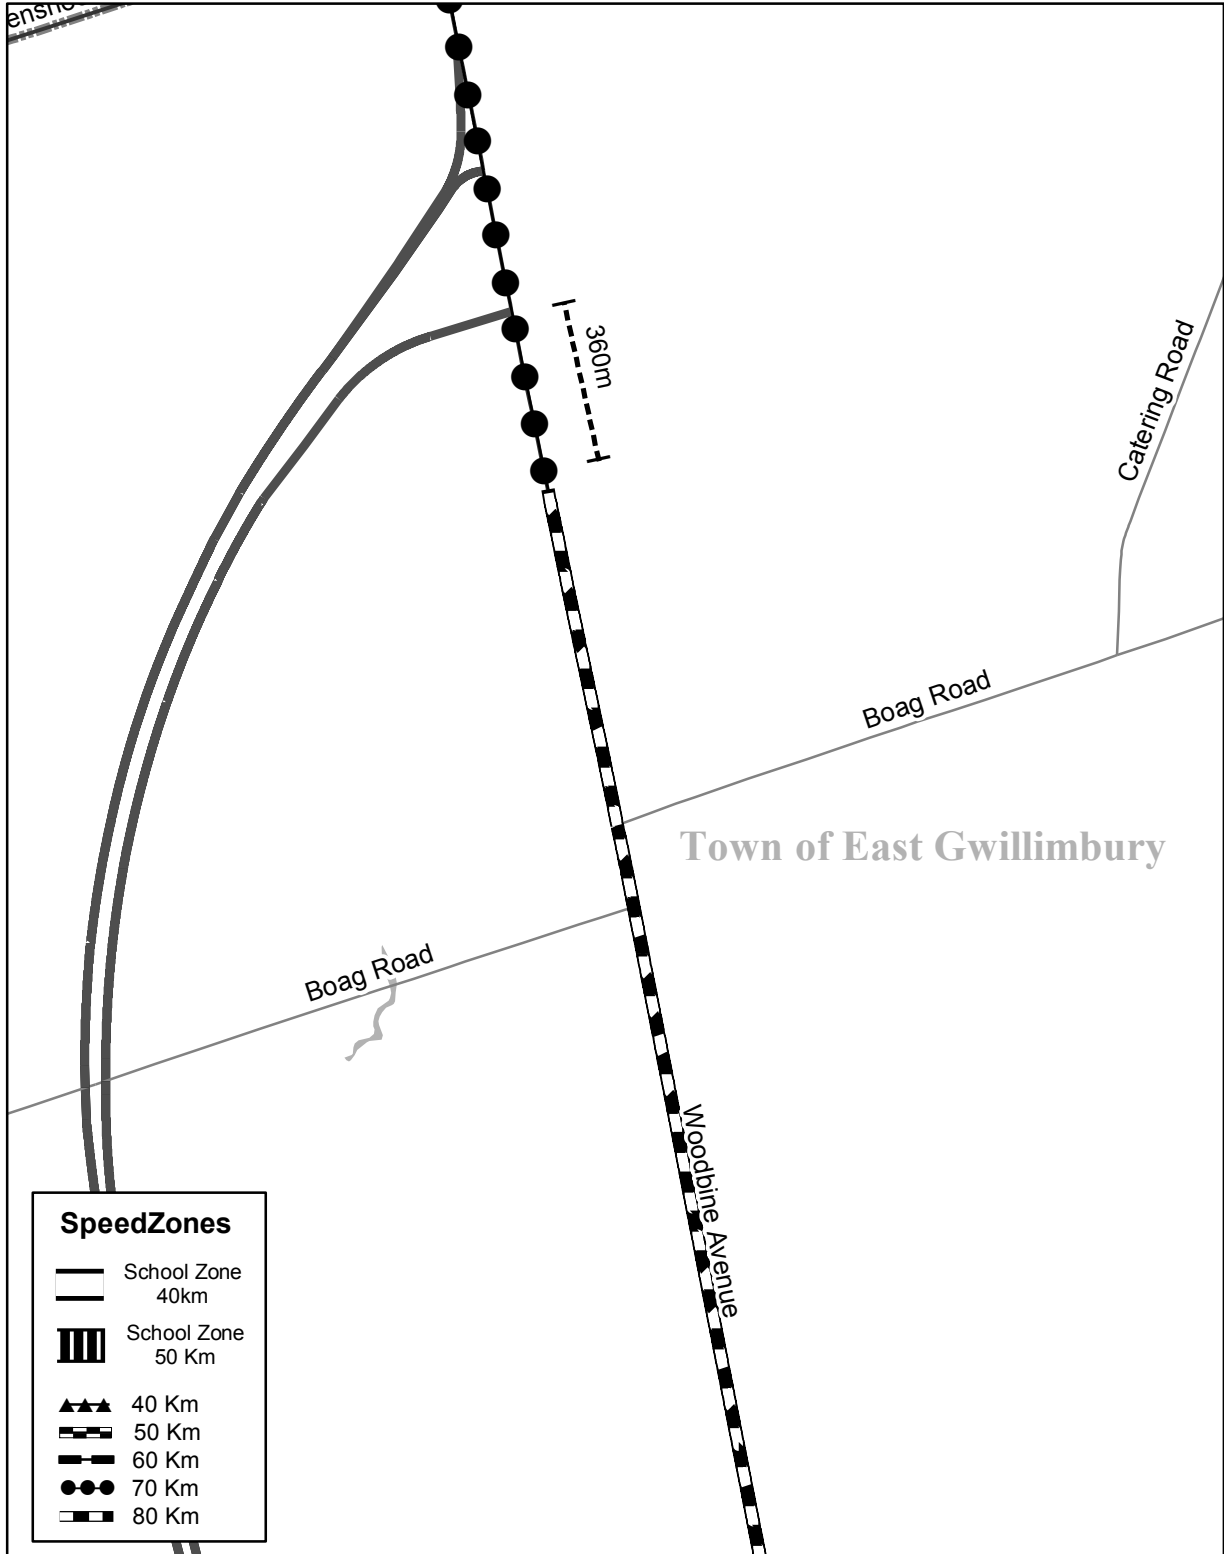 360m
Catering Road
Boag Road
Town of East Gwillimbury
Boag Road
Woodbine Avenue
SpeedZones
School Zone
40km
School Zone
50 Km
40 Km
50 Km
60 Km
70 Km
80 Km